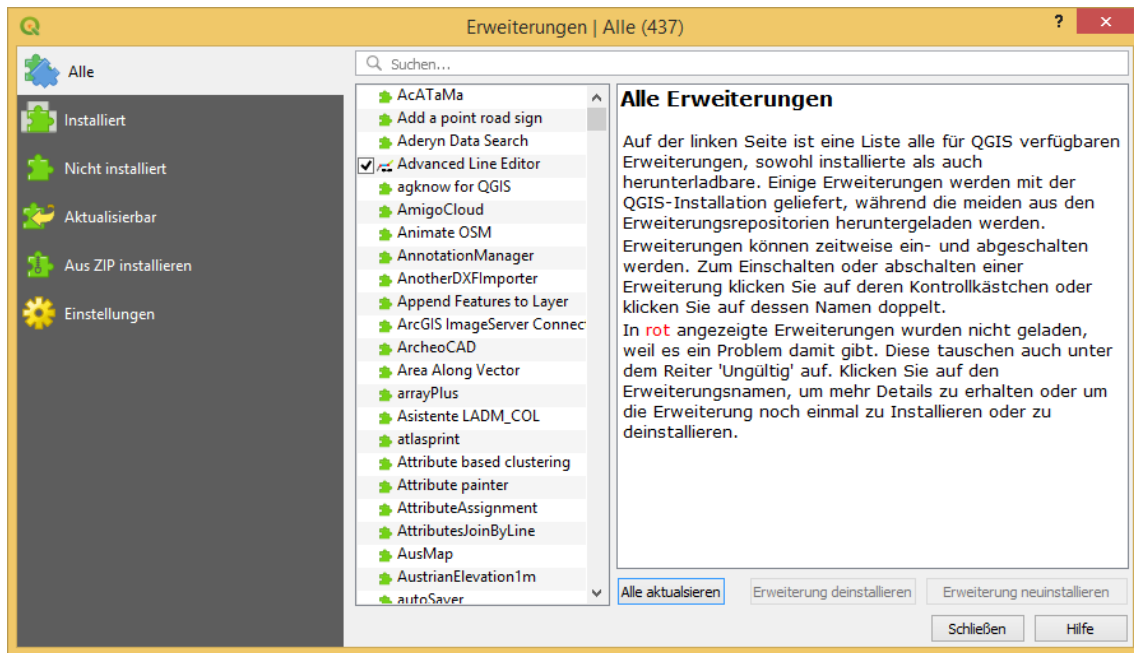 Erweiterungen | Alle (437)
?
Alle
Installiert
Nicht installiert
Aktualisierbar
Aus ZIP installieren
Einstellungen
Suchen...
AcATaMa
Add a point road sign
Aderyn Data Search
Advanced Line Editor
agknow for QGIS
AmigoCloud
Animate OSM
AnnotationManager
AnotherDXFImporter
Append Features to Layer
ArcGIS ImageServer Connec
ArcheoCAD
Area Along Vector
arrayPlus
Asistente LADM_COL
atlasprint
Attribute based clustering
Attribute painter
AttributeAssignment
AttributesJoinByLine
AusMap
AustrianElevation1m
autoSaver
Alle Erweiterungen
Auf der linken Seite ist eine Liste alle für QGIS verfügbaren
Erweiterungen, sowohl installierte als auch
herunterladbare. Einige Erweiterungen werden mit der
QGIS-Installation geliefert, während die meiden aus den
Erweiterungsrepositorien heruntergeladen werden.
Erweiterungen können zeitweise ein- und abgeschalten
werden. Zum Einschalten oder abschalten einer
Erweiterung klicken Sie auf deren Kontrollkästchen oder
klicken Sie auf dessen Namen doppelt.
In rot angezeigte Erweiterungen wurden nicht geladen,
weil es ein Problem damit gibt. Diese tauschen auch unter
dem Reiter 'Ungültig' auf. Klicken Sie auf den
Erweiterungsnamen, um mehr Details zu erhalten oder um
die Erweiterung noch einmal zu Installieren oder zu
deinstallieren.
Alle aktualsieren
Erweiterung deinstallieren
Erweiterung neuinstallieren
Schließen
Hilfe